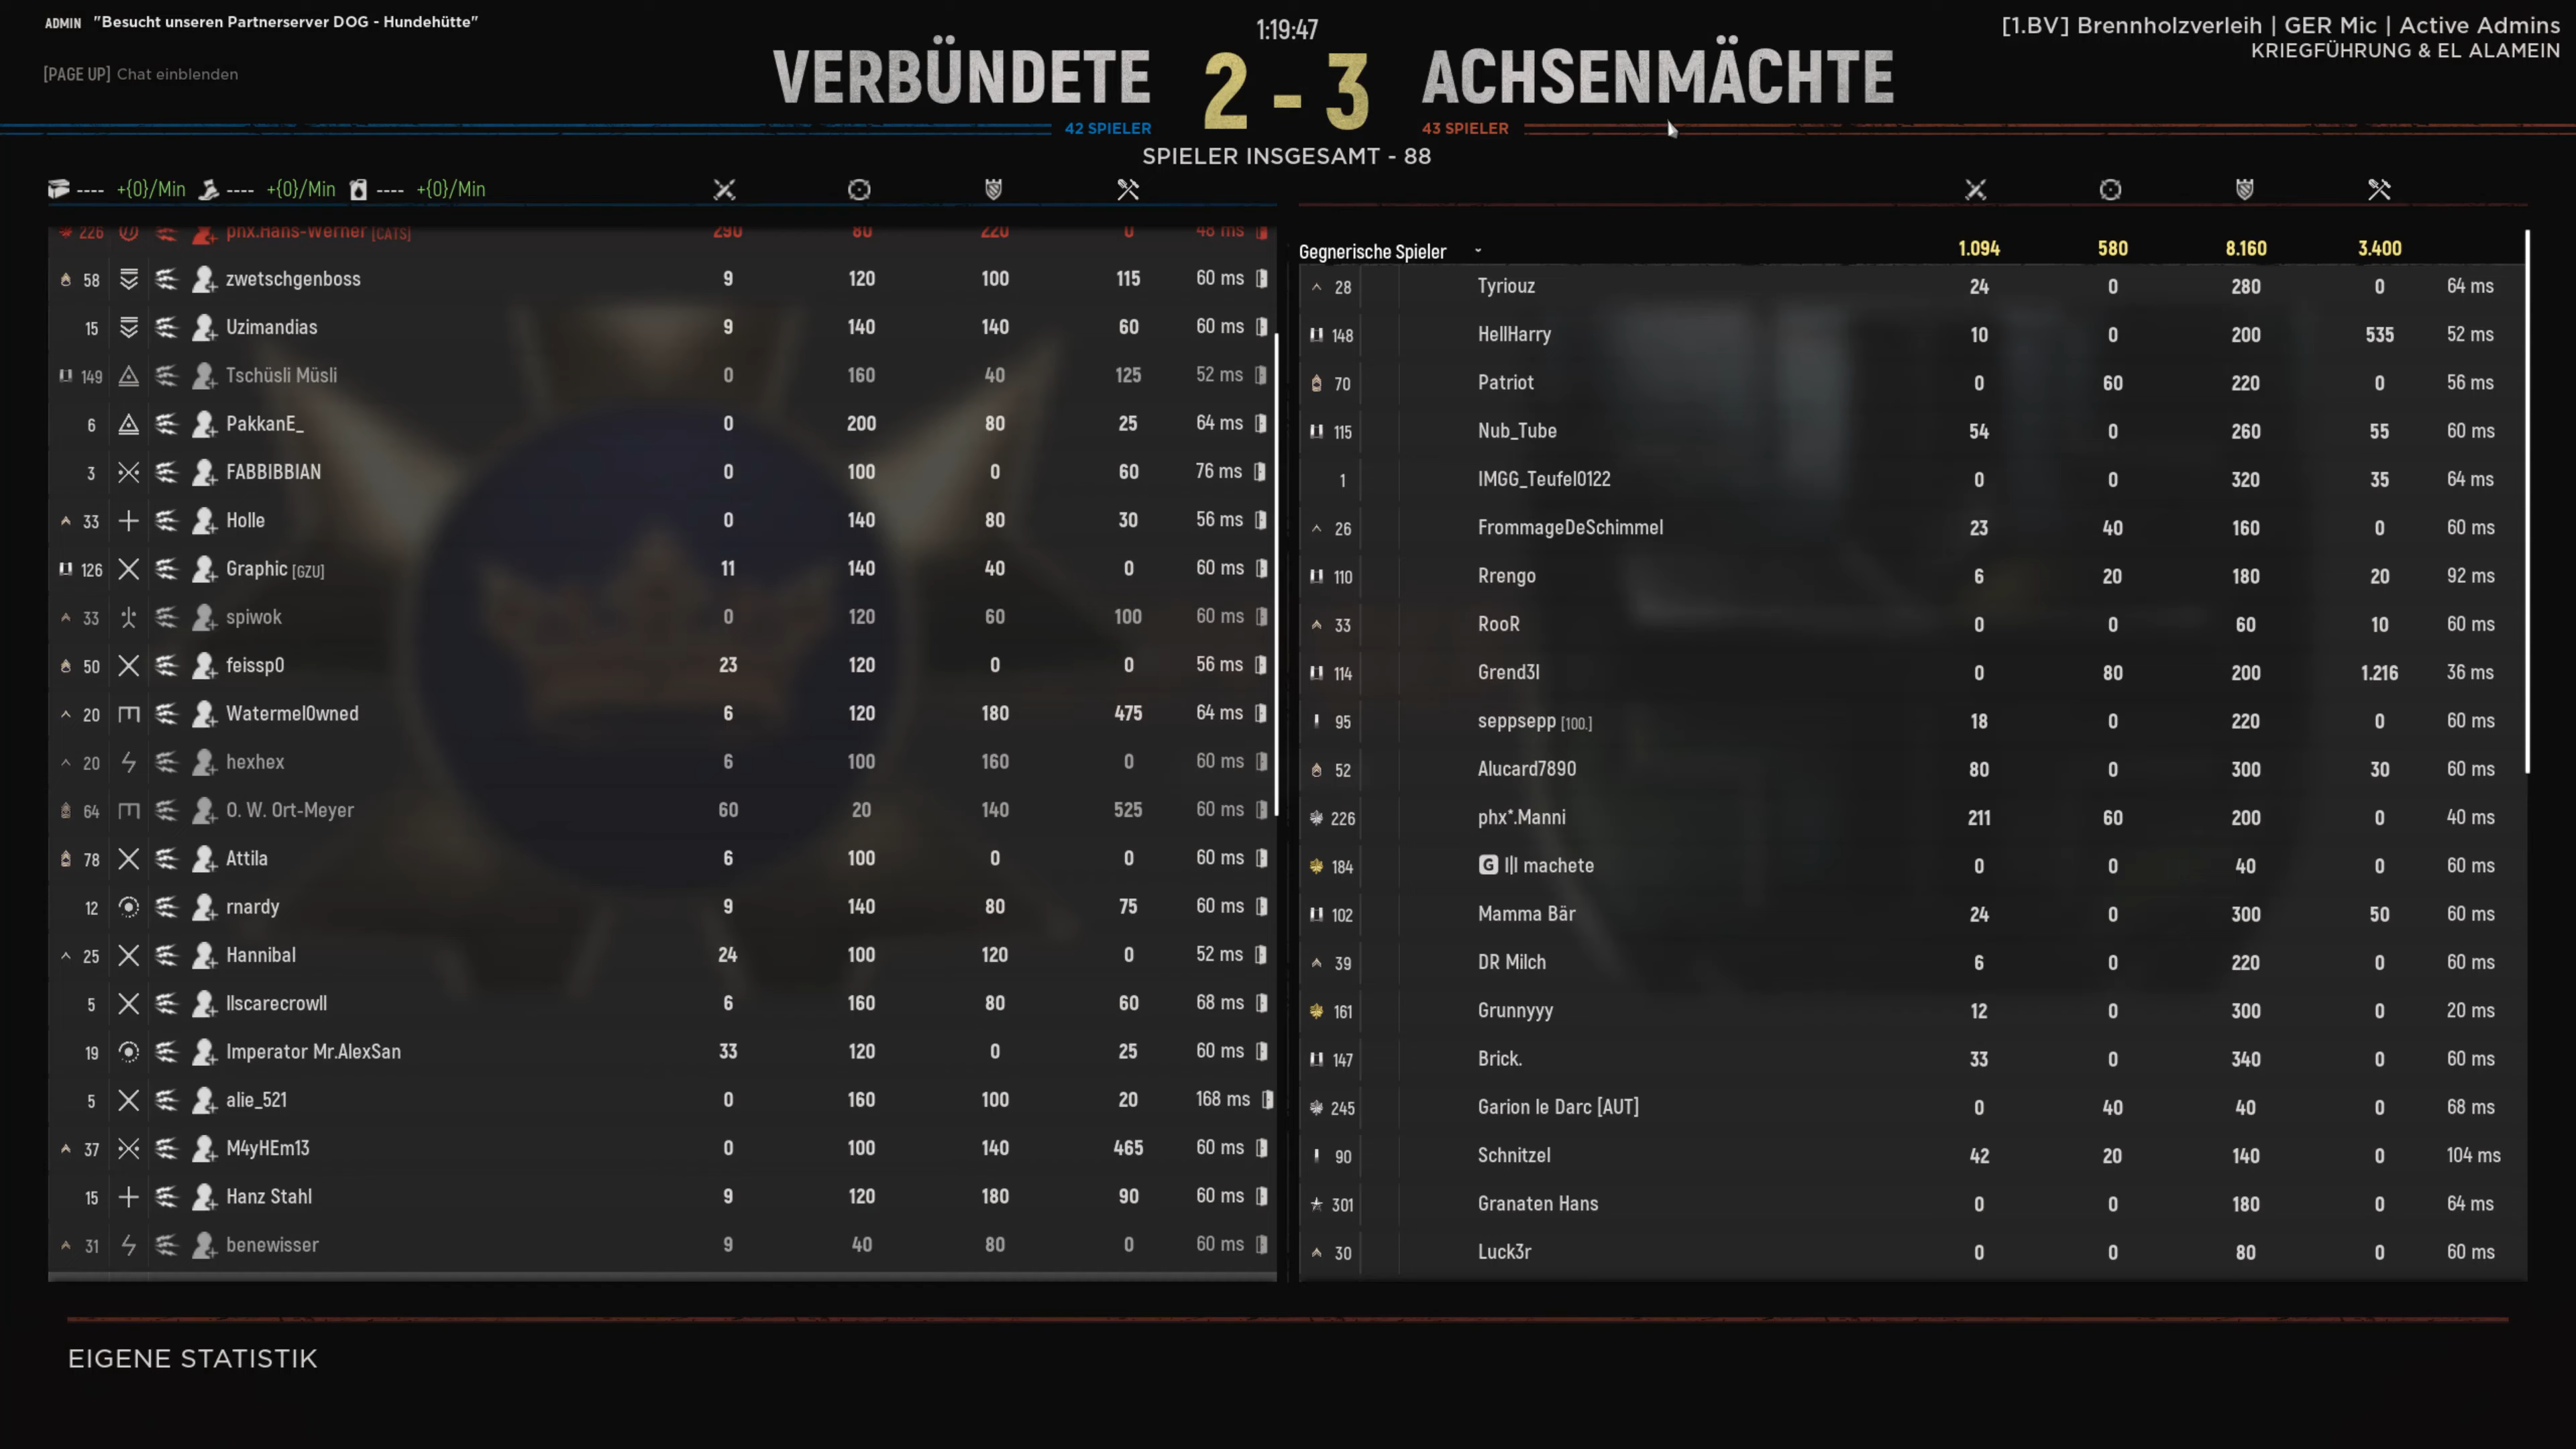 ADMIN "Besucht unseren Partnerserver DOG - Hundehütte"
[PAGE UP] Chat einblenden
1:19:47
VERBÜNDETE 2 - 3 ACHSENMÄCHTE
42 SPIELER
43 SPIELER
SPIELER INSGESAMT - 88
[1.BV] Brennholzverleih | GER Mic | Active Admins
KRIEGFÜHRUNG & EL ALAMEIN
---- +{0}/Min ---- +{0}/Min ---- +{0}/Min
226 phx.Hans-Werner [CATS] 290 80 220 0 48 ms
58 zwetschgenboss 9 120 100 115 60 ms
15 Uzimandias 9 140 140 60 60 ms
149 Tschüsli Müsli 0 160 40 125 52 ms
6 PakkanE_ 0 200 80 25 64 ms
3 FABBIBBIAN 0 100 0 60 76 ms
33 Holle 0 140 80 30 56 ms
126 Graphic [GZU] 11 140 40 0 60 ms
33 spiwok 0 120 60 100 60 ms
50 feissp0 23 120 0 0 56 ms
20 Watermel0wned 6 120 180 475 64 ms
20 hexhex 6 100 160 0 60 ms
64 O. W. Ort-Meyer 60 20 140 525 60 ms
78 Attila 6 100 0 0 60 ms
12 rnardy 9 140 80 75 60 ms
25 Hannibal 24 100 120 0 52 ms
5 llscarecrowll 6 160 80 60 68 ms
19 Imperator Mr.AlexSan 33 120 0 25 60 ms
5 alie_521 0 160 100 20 168 ms
37 M4yHEm13 0 100 140 465 60 ms
15 Hanz Stahl 9 120 180 90 60 ms
31 benewisser 9 40 80 0 60 ms
Gegnerische Spieler - 1.094 580 8.160 3.400
28 Tyriouz 24 0 280 0 64 ms
148 HellHarry 10 0 200 535 52 ms
70 Patriot 0 60 220 0 56 ms
115 Nub_Tube 54 0 260 55 60 ms
1 IMGG_Teufel0122 0 0 320 35 64 ms
26 FrommageDeSchimmel 23 40 160 0 60 ms
110 Rrengo 6 20 180 20 92 ms
33 RooR 0 0 60 10 60 ms
114 Grend3l 0 80 200 1.216 36 ms
95 seppsepp [100.] 18 0 220 0 60 ms
52 Alucard7890 80 0 300 30 60 ms
226 phx*.Manni 211 60 200 0 40 ms
184 G l|l machete 0 0 40 0 60 ms
102 Mamma Bär 24 0 300 50 60 ms
39 DR Milch 6 0 220 0 60 ms
161 Grunnyyy 12 0 300 0 20 ms
147 Brick. 33 0 340 0 60 ms
245 Garion le Darc [AUT] 0 40 40 0 68 ms
90 Schnitzel 42 20 140 0 104 ms
301 Granaten Hans 0 0 180 0 64 ms
30 Luck3r 0 0 80 0 60 ms
EIGENE STATISTIK